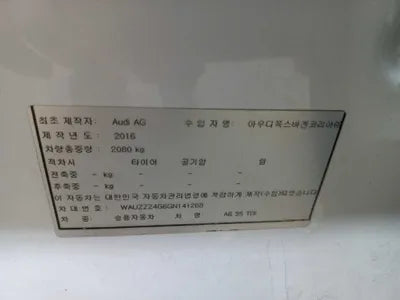 최초 제작자: Audi AG 수 입 자 명: 아우디폭스바겐코리아㈜
제 작 년 도 : 2016
차량총중량 : 2080 kg
적차시 타이어 공기압  얌
전축중 - kg - -
후축중 - kg - -
이 자동차는 대한민국 자동차관리법령에 적합하게 제작(수입)되었습니다
차 대 번 호 : WAUZZZ4G6GN141260
차 종 : 승용자동차 차 명 A6 35 TDI